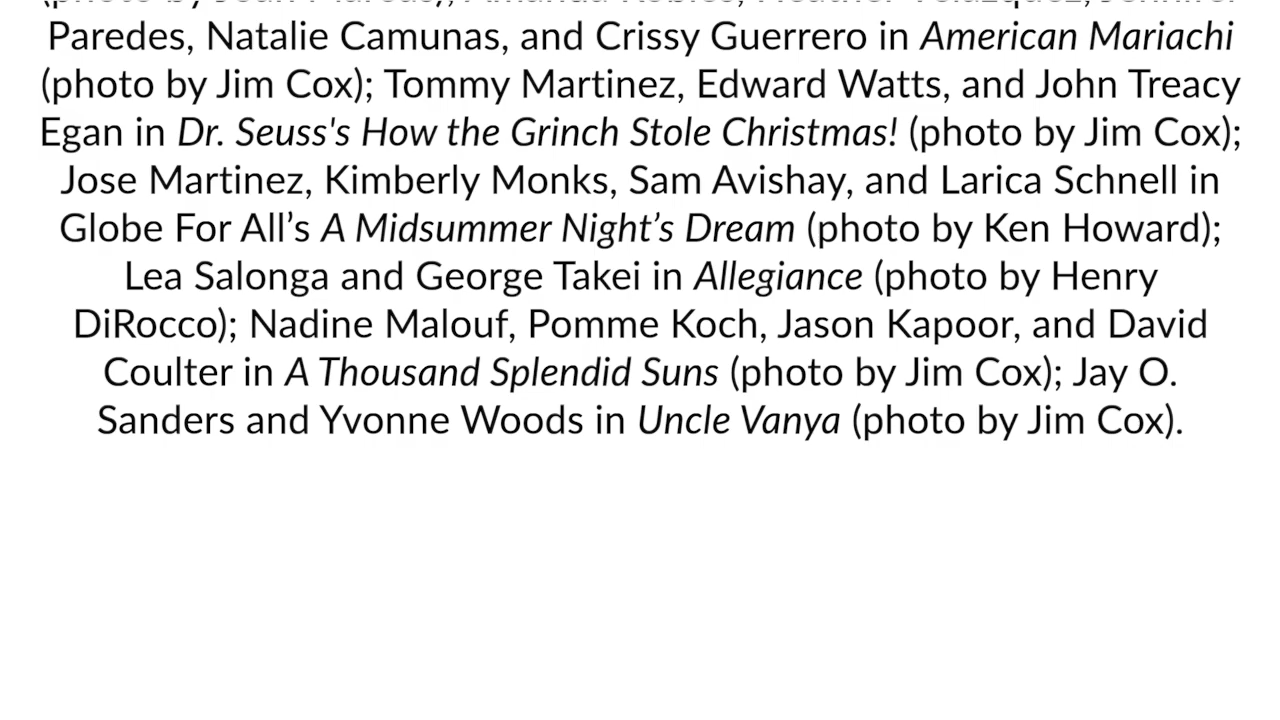 Paredes, Natalie Camunas, and Crissy Guerrero in American Mariachi
(photo by Jim Cox); Tommy Martinez, Edward Watts, and John Treacy
Egan in Dr. Seuss's How the Grinch Stole Christmas! (photo by Jim Cox);
Jose Martinez, Kimberly Monks, Sam Avishay, and Larica Schnell in
Globe For All’s A Midsummer Night’s Dream (photo by Ken Howard);
Lea Salonga and George Takei in Allegiance (photo by Henry
DiRocco); Nadine Malouf, Pomme Koch, Jason Kapoor, and David
Coulter in A Thousand Splendid Suns (photo by Jim Cox); Jay O.
Sanders and Yvonne Woods in Uncle Vanya (photo by Jim Cox).